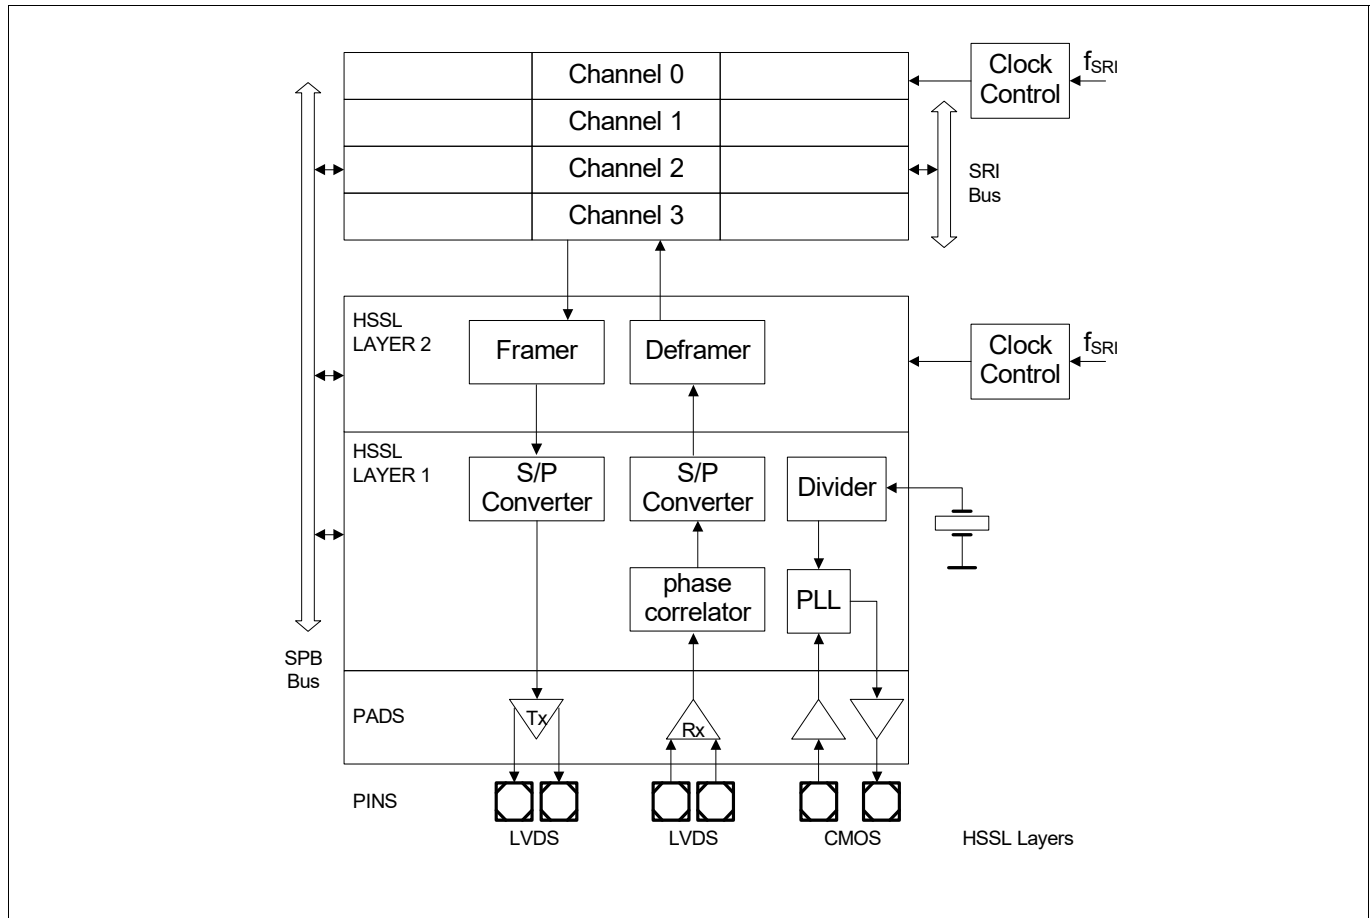 Channel 0
Channel 1
Channel 2
Channel 3
Clock
Control
fSRI
SRI
Bus
HSSL
LAYER 2
Framer
Deframer
Clock
Control
fSRI
HSSL
LAYER 1
S/P
Converter
S/P
Converter
Divider
phase
correlator
PLL
SPB
Bus
PADS
Tx
Rx
PINS
LVDS
LVDS
CMOS
HSSL Layers